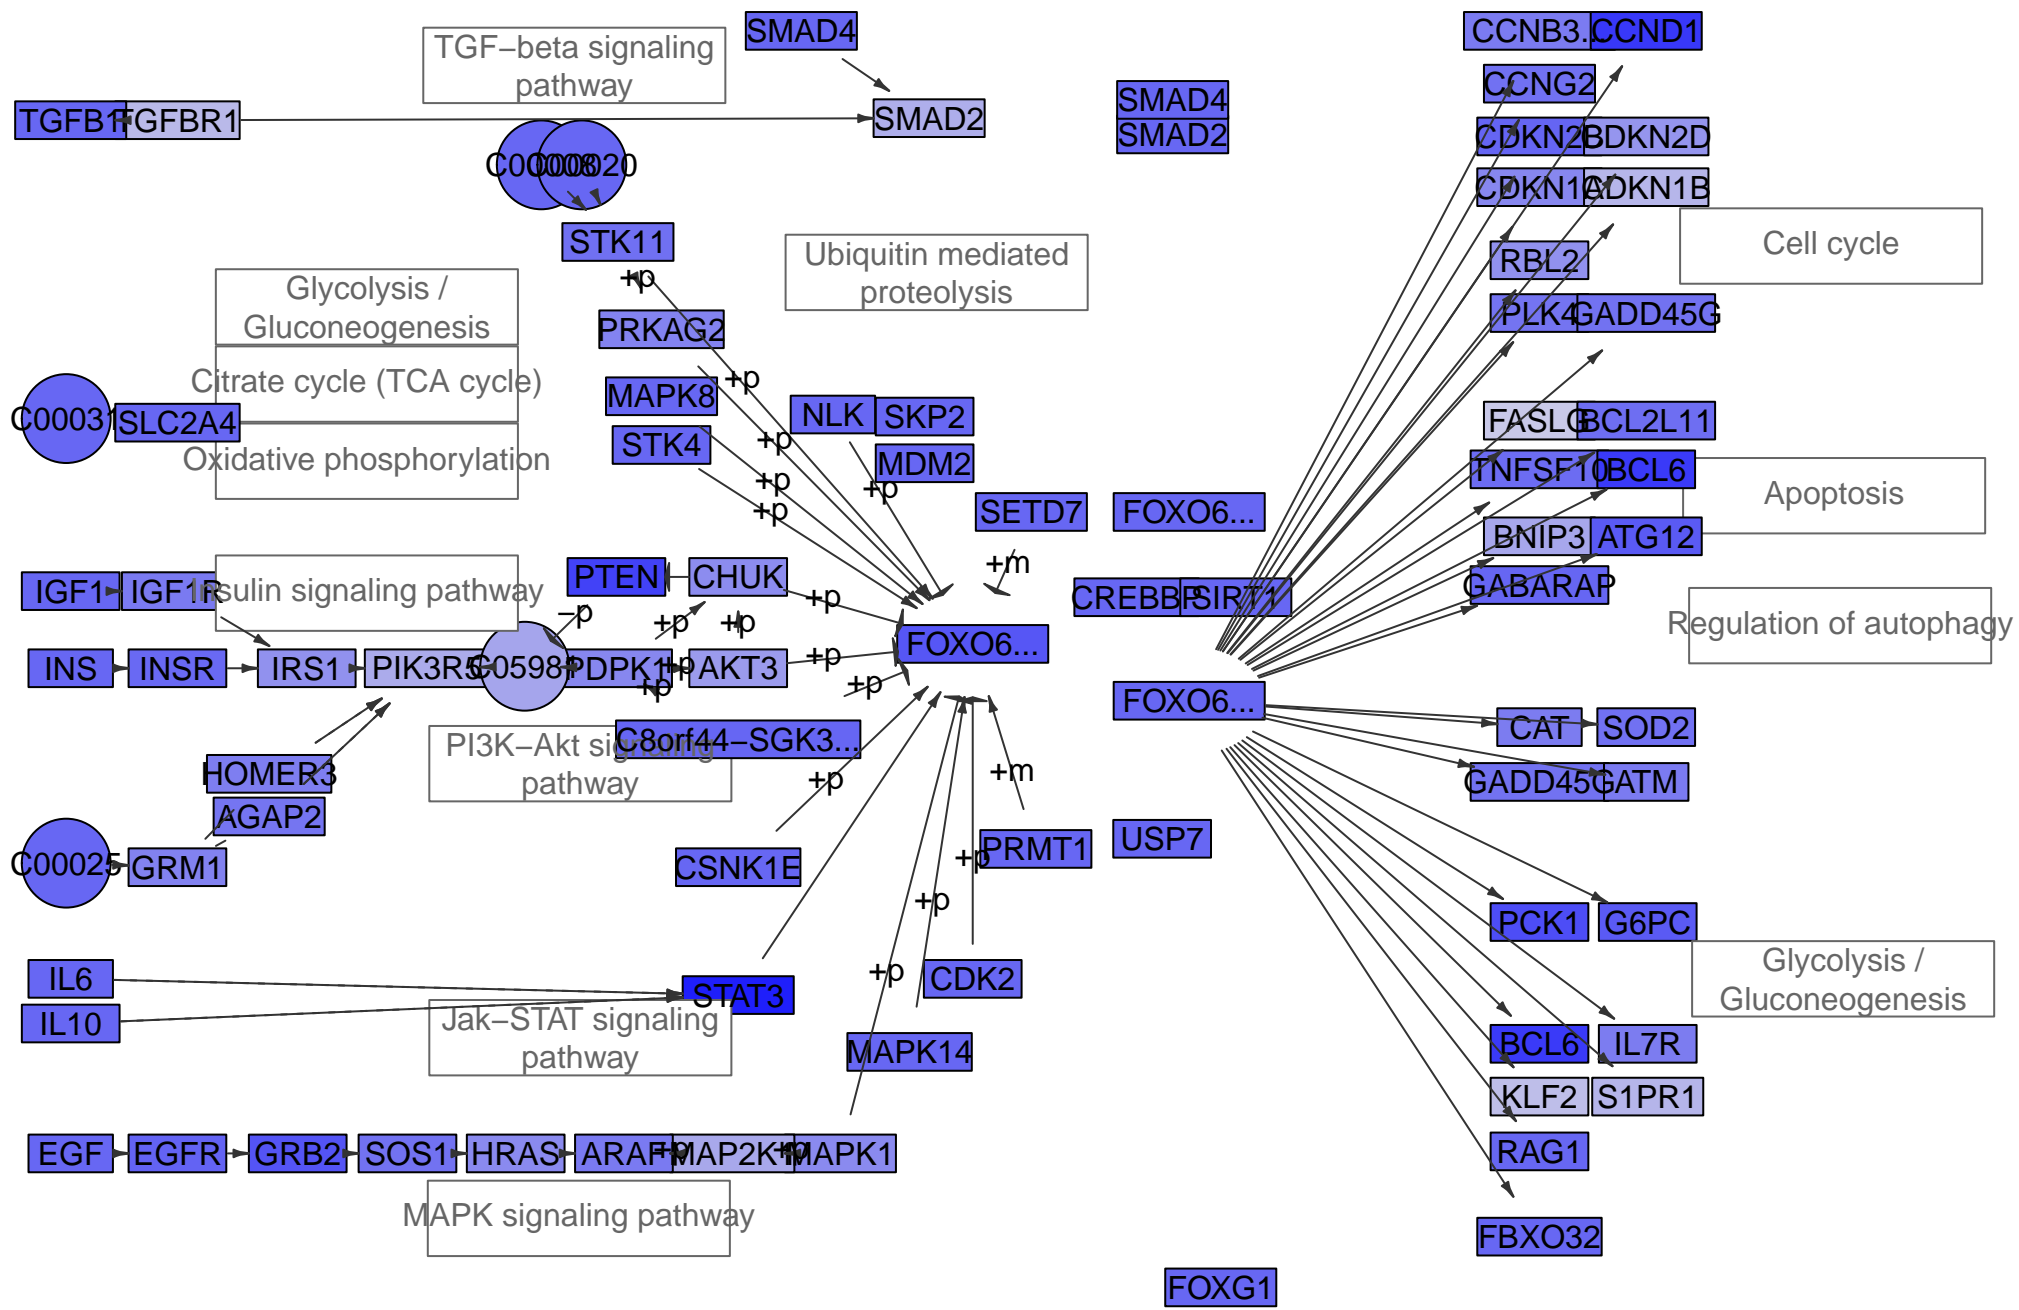 SMAD4
CCNB3...
CCND1
TGF−beta signaling
pathway
CCNG2
SMAD4
TGFB1
TGFBR1
SMAD2
SMAD2
CDKN2B
CDKN2D
C00020
CDKN1A
CDKN1B
STK11
Ubiquitin mediated
proteolysis
Cell cycle
RBL2
+p
Glycolysis /
Gluconeogenesis
PRKAG2
PLK4
GADD45G
Citrate cycle (TCA cycle)
+p
MAPK8
C00031
SLC2A4
NLK
SKP2
FASLG
BCL2L11
STK4
+p
Oxidative phosphorylation
MDM2
TNFSF10
BCL6
+p
+p
Apoptosis
+p
SETD7
FOXO6...
BNIP3
ATG12
+m
IGF1
IGF1R
Insulin signaling pathway
PTEN
CHUK
GABARAP
CREBBP
SIRT1
+p
−p
+p
+p
Regulation of autophagy
FOXO6...
INS
INSR
IRS1
PIK3R5
C05981
PDPK1
+p
AKT3
+p
+p
+p
FOXO6...
CAT
SOD2
PI3K−Akt signaling
pathway
C8orf44−SGK3...
HOMER3
+p
+m
GADD45G
GATM
AGAP2
USP7
PRMT1
C00025
GRM1
CSNK1E
+p
+p
PCK1
G6PC
IL6
+p
CDK2
Glycolysis /
Gluconeogenesis
STAT3
IL10
Jak−STAT signaling
pathway
MAPK14
BCL6
IL7R
KLF2
S1PR1
EGF
EGFR
GRB2
SOS1
HRAS
ARAF
+p
MAP2K1
+p
MAPK1
RAG1
MAPK signaling pathway
FBXO32
FOXG1